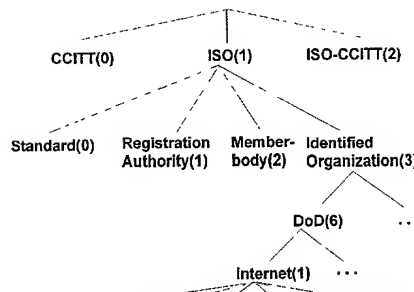 CCITT(0) ISO(1) ISO-CCITT(2)
Standard(0) Registration Authority(1) Member-body(2) Identified Organization(3)
DoD(6) ..
Internet(1) ...